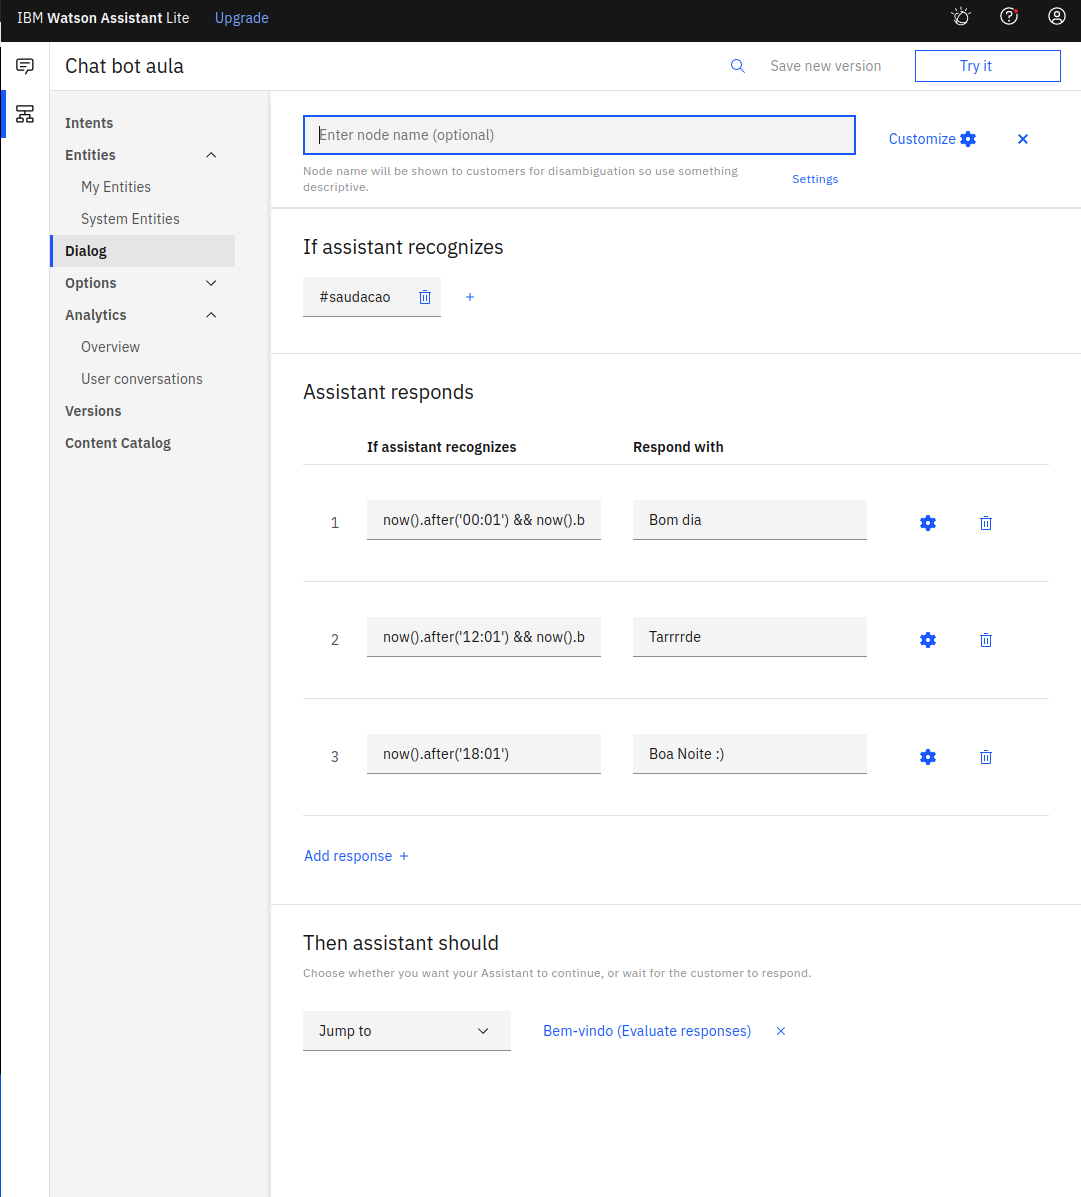 IBM Watson Assistant Lite Upgrade
Chat bot aula
Save new version
Try it
Intents
Entities
My Entities
System Entities
Dialog
Options
Analytics
Overview
User conversations
Versions
Content Catalog
Enter node name (optional)
Customize
Node name will be shown to customers for disambiguation so use something
descriptive.
Settings
If assistant recognizes
#saudacao
Assistant responds
If assistant recognizes Respond with
1 now().after('00:01') && now().b Bom dia
2 now().after('12:01') && now().b Tarrrrde
3 now().after('18:01') Boa Noite :)
Add response +
Then assistant should
Choose whether you want your Assistant to continue, or wait for the customer to respond.
Jump to Bem-vindo (Evaluate responses)